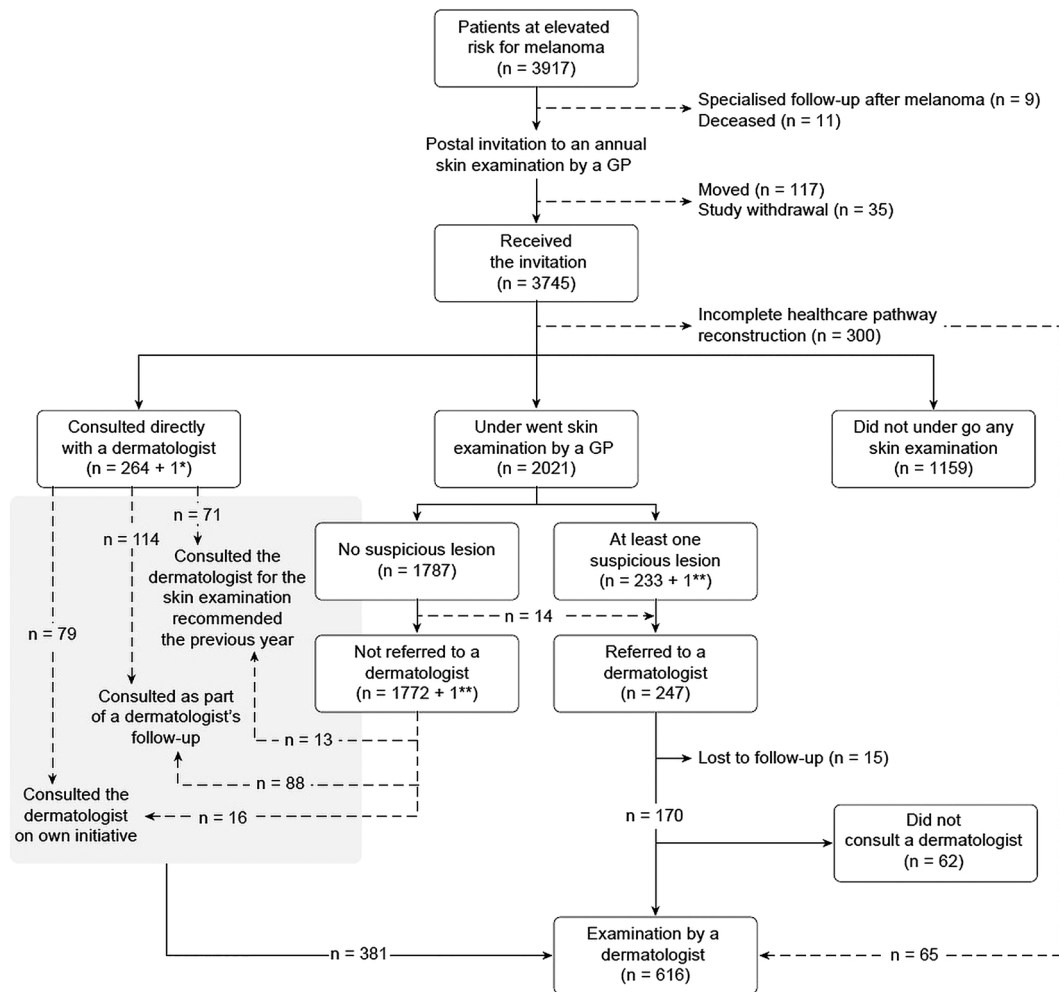 Patients at elevated
risk for melanoma
(n = 3917)
Specialised follow-up after melanoma (n = 9)
Deceased (n = 11)
Postal invitation to an annual
skin examination by a GP
Moved (n = 117)
Study withdrawal (n = 35)
Received
the invitation
(n = 3745)
Incomplete healthcare pathway
reconstruction (n = 300)
Consulted directly
with a dermatologist
(n = 264 + 1*)
Under went skin
examination by a GP
(n = 2021)
Did not under go any
skin examination
(n = 1159)
n = 71
n = 114
n = 79
Consulted the
dermatologist for the
skin examination
recommended
the previous year
No suspicious lesion
(n = 1787)
At least one
suspicious lesion
(n = 233 + 1**)
n = 14
Not referred to a
dermatologist
(n = 1772 + 1**)
Referred to a
dermatologist
(n = 247)
Consulted as part
of a dermatologist's
follow-up
n = 13
n = 88
n = 16
Consulted the
dermatologist
on own initiative
Lost to follow-up (n = 15)
n = 170
Did not
consult a dermatologist
(n = 62)
n = 381
Examination by a
dermatologist
(n = 616)
n = 65